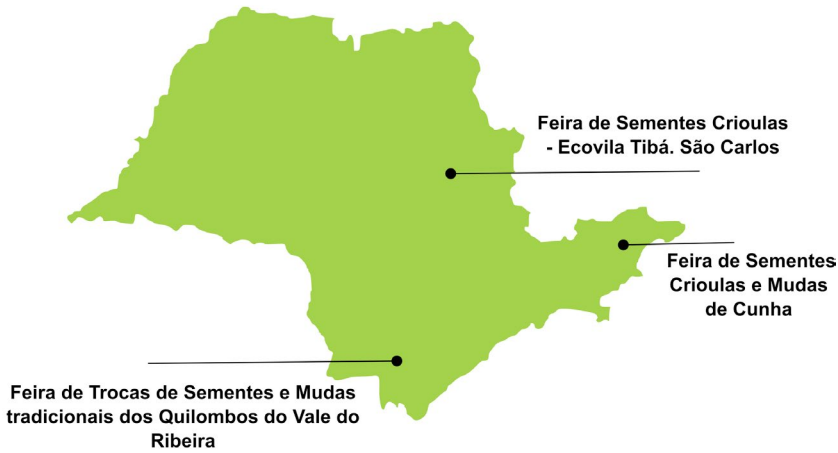 Feira de Sementes Crioulas
- Ecovila Tibá. São Carlos
Feira de Sementes
Crioulas e Mudas
de Cunha
Feira de Trocas de Sementes e Mudas
tradicionais dos Quilombos do Vale do
Ribeira